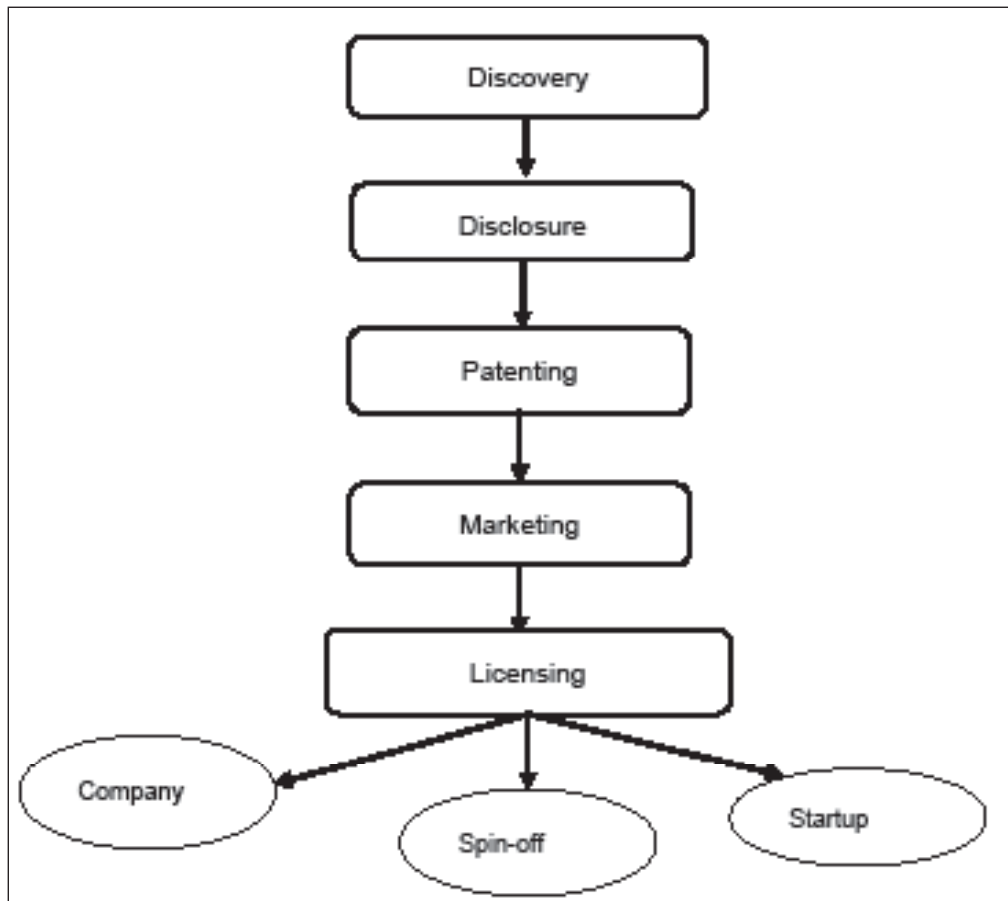 Discovery
Disclosure
Patenting
Marketing
Licensing
Company
Spin-off
Startup